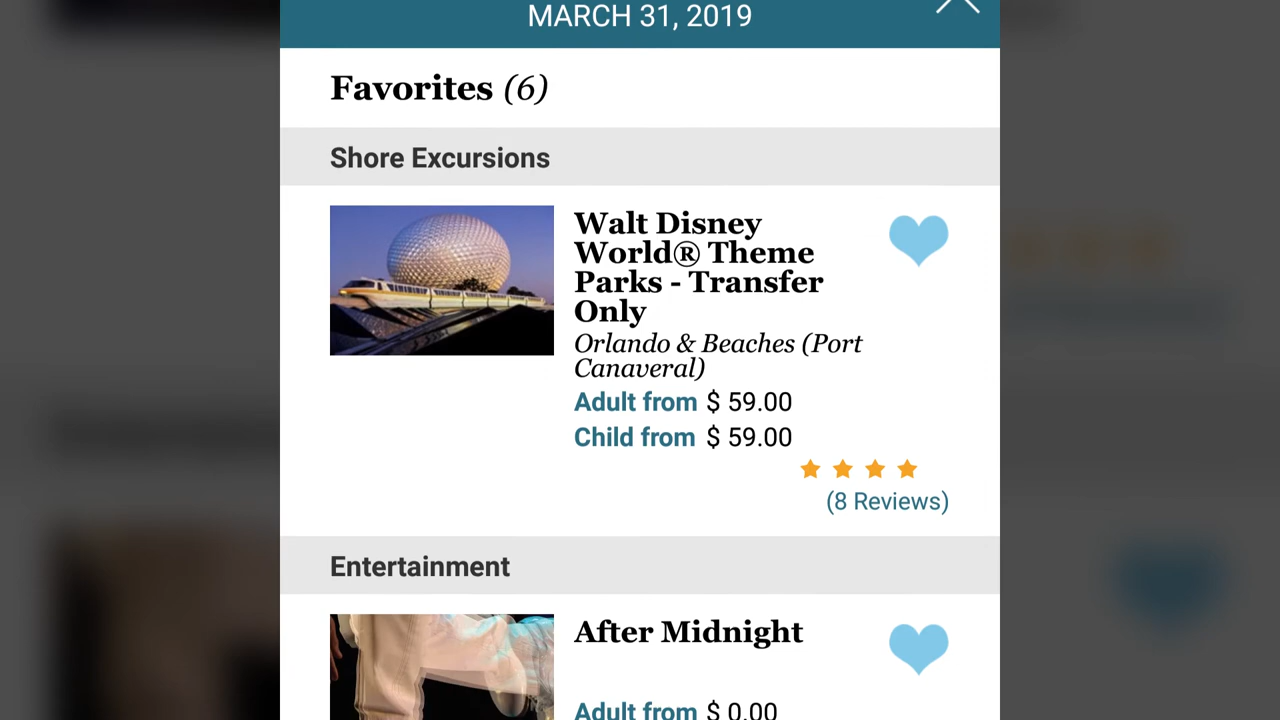 MARCH 31, 2019
Favorites (6)
Shore Excursions
Walt Disney
World® Theme
Parks - Transfer
Only
Orlando & Beaches (Port
Canaveral)
Adult from $ 59.00
Child from $ 59.00
(8 Reviews)
Entertainment
After Midnight
Adult from $ 0.00